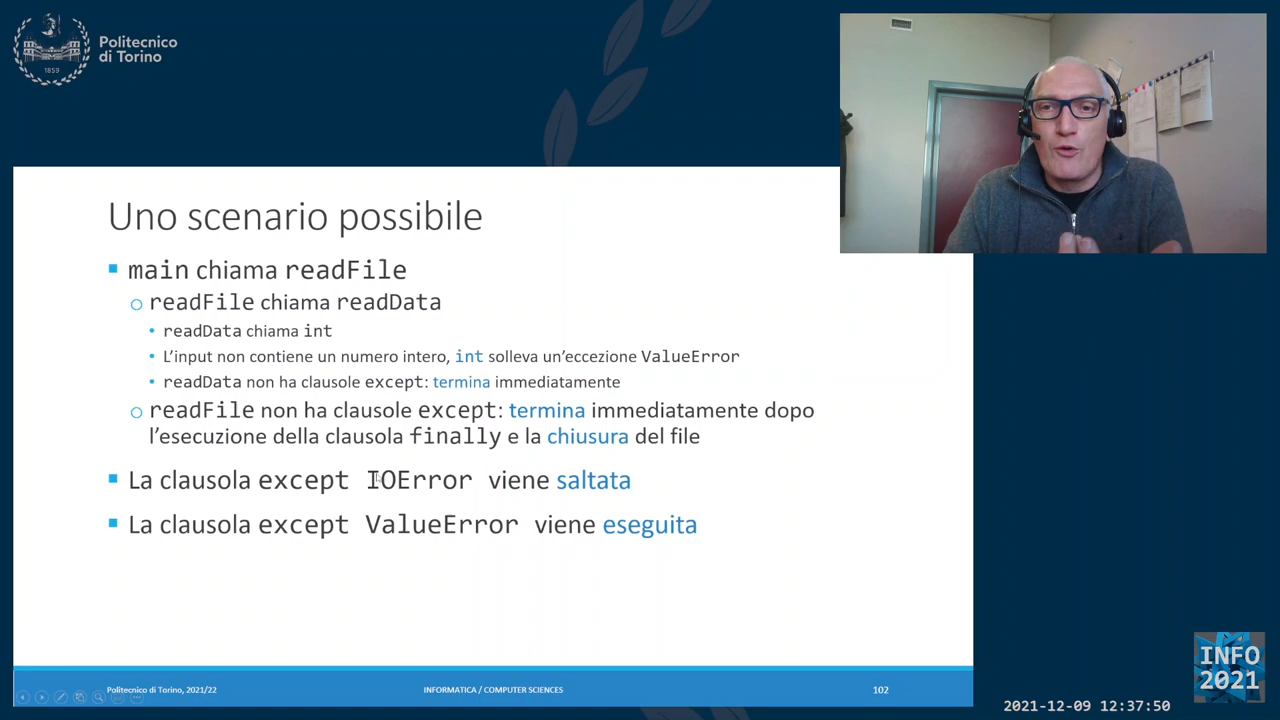 Politecnico
di Torino
1859
Uno scenario possibile
main chiama readFile
readFile chiama readData
readData chiama int
L'input non contiene un numero intero, int solleva un'eccezione ValueError
readData non ha clausole except: termina immediatamente
readFile non ha clausole except: termina immediatamente dopo
l'esecuzione della clausola finally e la chiusura del file
La clausola except IOError viene saltata
La clausola except ValueError viene eseguita
Politecnico di Torino, 2021/22
INFORMATICA / COMPUTER SCIENCES
102
INFO
2021
2021-12-09 12:37:50